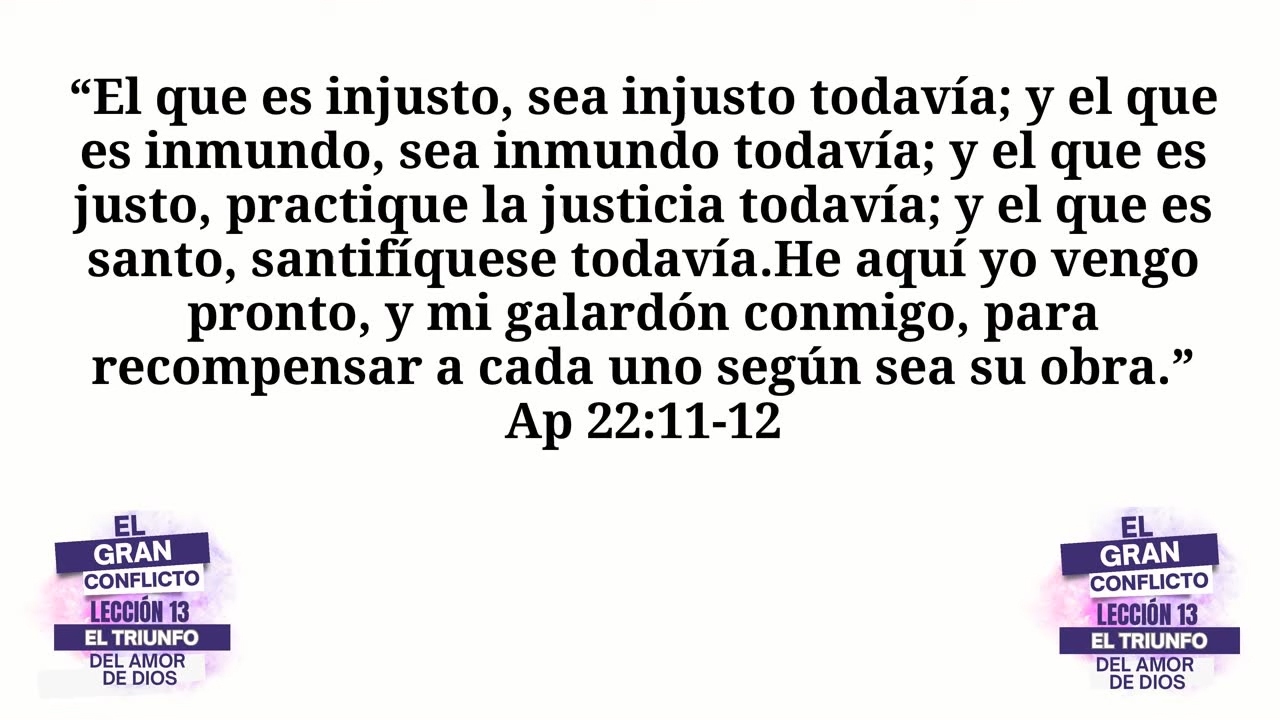 “El que es injusto, sea injusto todavía; y el que
es inmundo, sea inmundo todavía; y el que es
justo, practique la justicia todavía; y el que es
santo, santifíquese todavía.He aquí yo vengo
pronto, y mi galardón conmigo, para
recompensar a cada uno según sea su obra.”
Ap 22:11-12
EL
GRAN
CONFLICTO
LECCIÓN 13
EL TRIUNFO
DEL AMOR
DE DIOS
EL
GRAN
CONFLICTO
LECCIÓN 13
EL TRIUNFO
DEL AMOR
DE DIOS